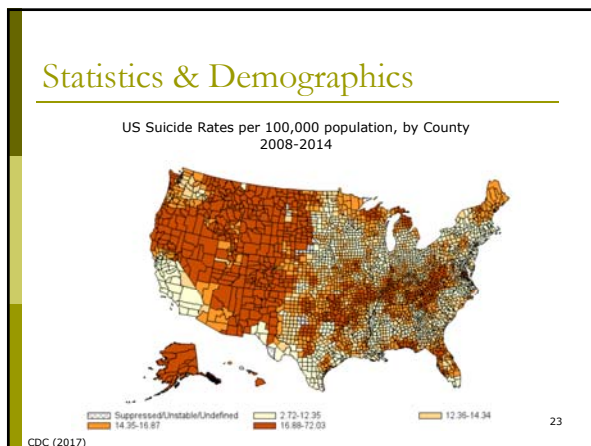 Statistics & Demographics
US Suicide Rates per 100,000 population, by County
2008-2014
Suppressed/Unstable/Undefined
2.72-12.35
12.36-14.34
14.35-16.87
16.88-72.03
23
CDC (2017)